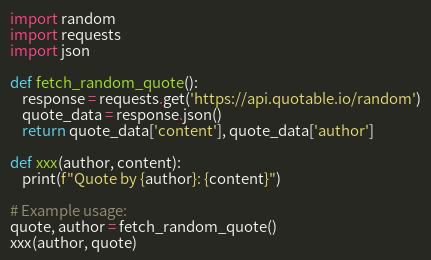 import random
import requests
import json

def fetch_random_quote():
    response = requests.get('https://api.quotable.io/random')
    quote_data = response.json()
    return quote_data['content'], quote_data['author']

def xxx(author, content):
    print(f"Quote by {author}: {content}")

# Example usage:
quote, author = fetch_random_quote()
xxx(author, quote)